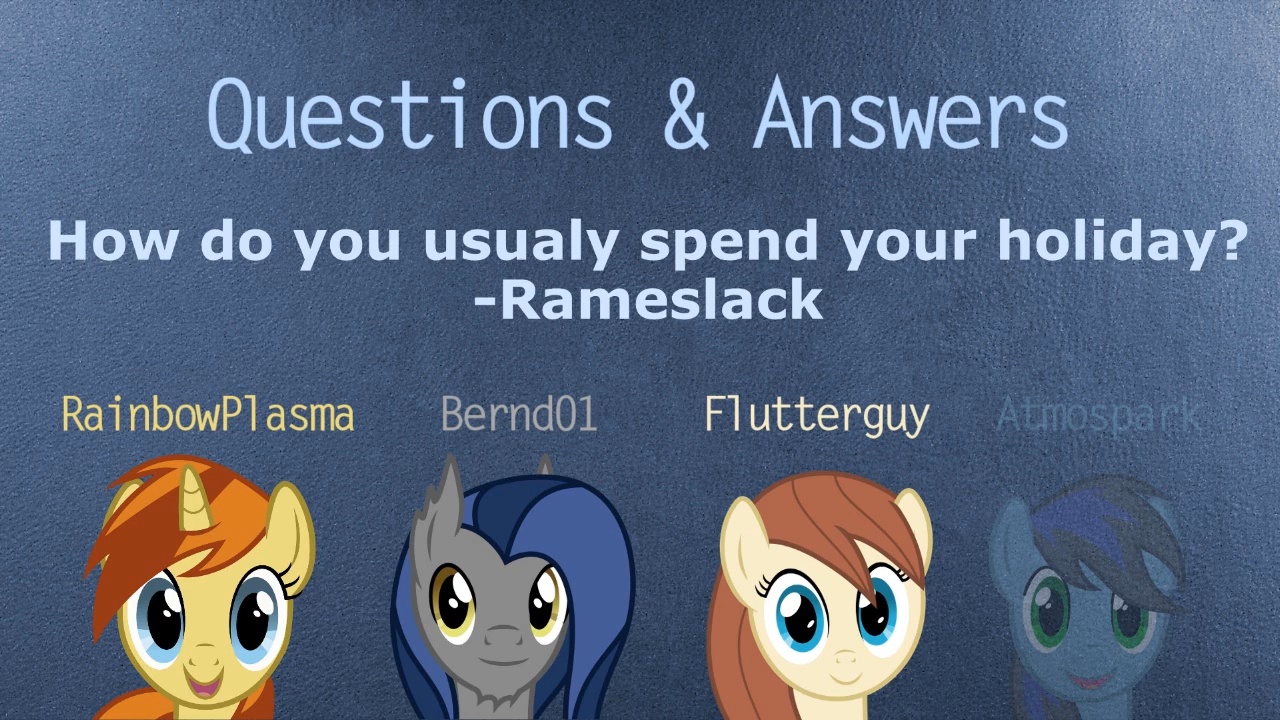 Questions & Answers
How do you usualy spend your holiday?
-Rameslack
RainbowPlasma Bernd01 Flutterguy Atmospark